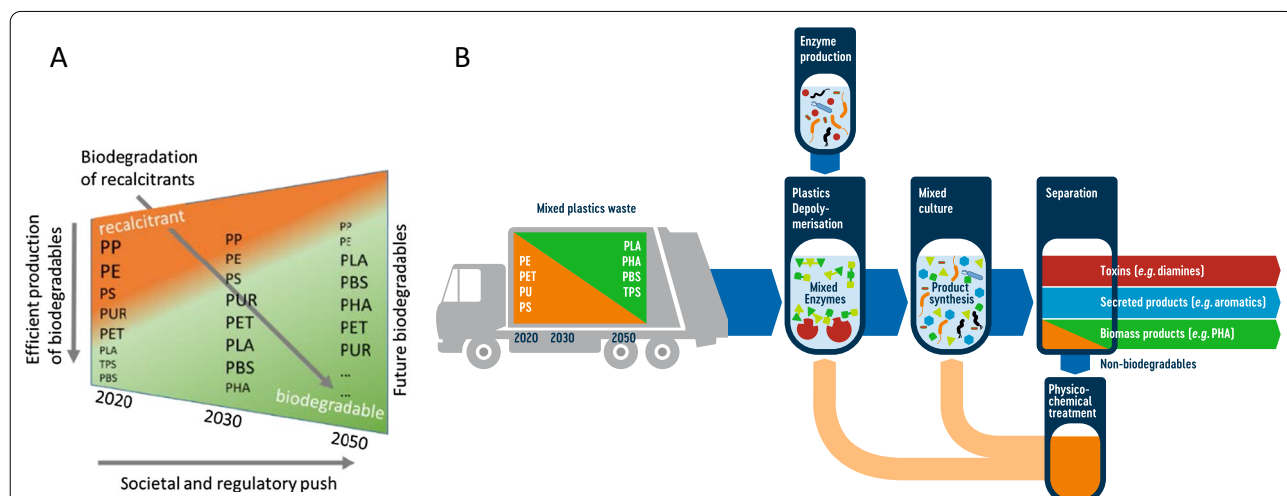 A
Biodegradation
of recalcitrants
Efficient production
of biodegradables
recalcitrant
PP
PE
PS
PUR
PET
PLA
TPS
PBS
2020
PP
PE
PS
PUR
PET
PLA
PBS
PHA
2030
PP
PE
PLA
PBS
PHA
PET
PUR
...
...
biodegradable
2050
Future biodegradables
Societal and regulatory push
B
Mixed plastics waste
PE
PET
PU
PS
PLA
PHA
PBS
TPS
2020 2030 2050
Enzyme
production
Plastics
Depoly-
merisation
Mixed
Enzymes
Mixed
culture
Product
synthesis
Separation
Toxins (e.g. diamines)
Secreted products (e.g. aromatics)
Biomass products (e.g. PHA)
Non-biodegradables
Physico-
chemical
treatment